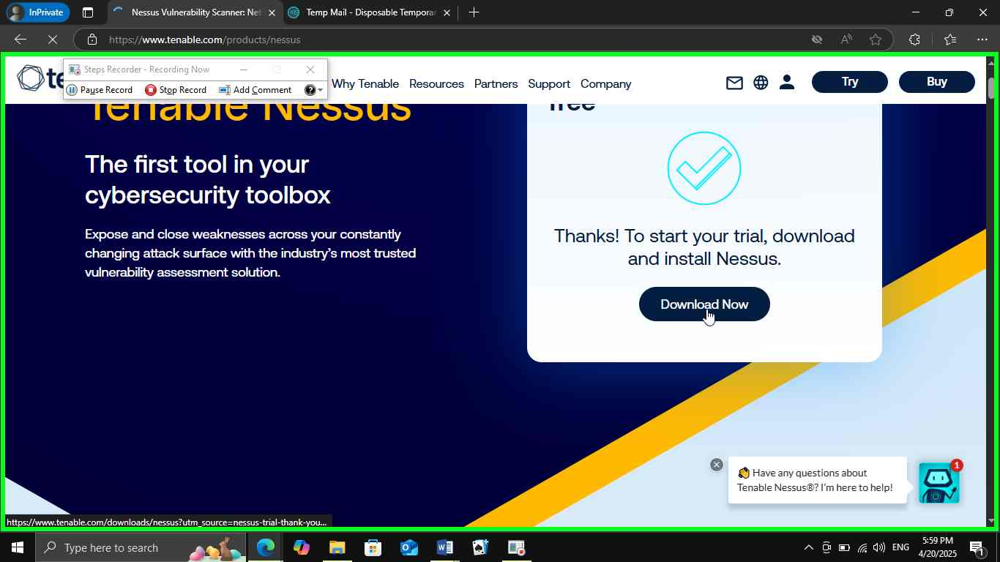 InPrivate
Nessus Vulnerability Scanner: Net
Temp Mail - Disposable Temporar
https://www.tenable.com/products/nessus
Steps Recorder - Recording Now
Pause Record
Stop Record
Add Comment
te
Why Tenable
Resources
Partners
Support
Company
Try
Buy
Tenable Nessus
free
The first tool in your
cybersecurity toolbox
Expose and close weaknesses across your constantly
changing attack surface with the industry's most trusted
vulnerability assessment solution.
Thanks! To start your trial, download
and install Nessus.
Download Now
👋 Have any questions about
Tenable Nessus®? I'm here to help!
1
https://www.tenable.com/downloads/nessus?utm_source=nessus-trial-thank-you...
Type here to search
ENG
5:59 PM
4/20/2025
1